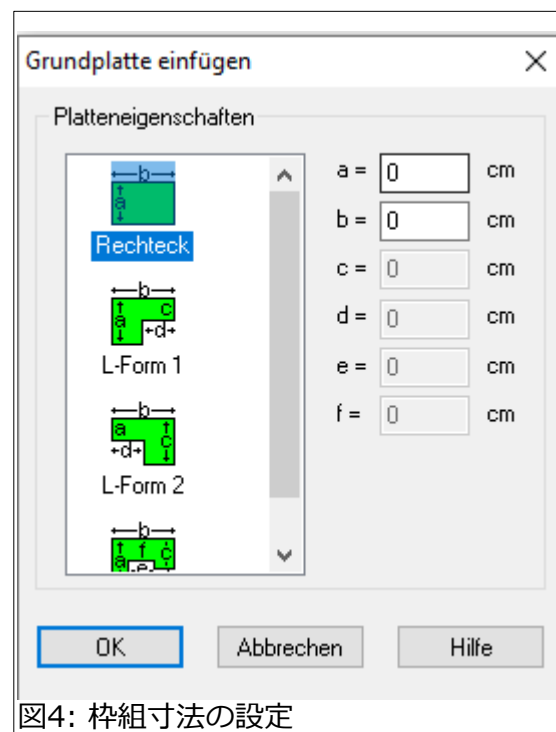 Grundplatte einfügen
Platteneigenschaften
b
a
Rechteck
b
a c
d
L-Form 1
b
a c
d
L-Form 2
b
a f c
e
a = 0 cm
b = 0 cm
c = 0 cm
d = 0 cm
e = 0 cm
f = 0 cm
OK Abbrechen Hilfe
図4: 枠組寸法の設定